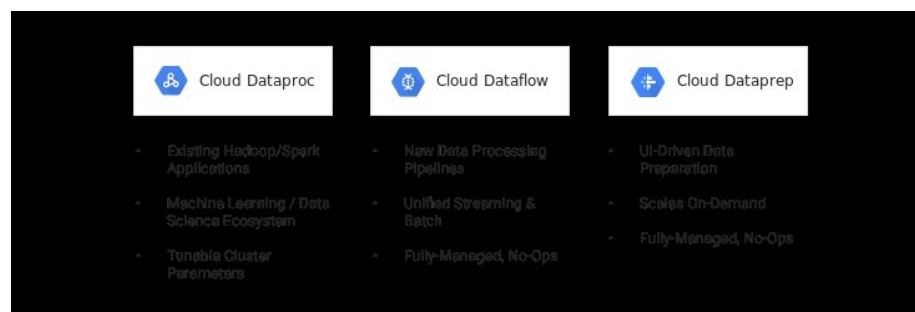 Cloud Dataproc
Existing Hadoop/Spark
Applications
Machine Learning / Data
Science Ecosystem
Tunable Cluster
Parameters
Cloud Dataflow
New Data Processing
Pipelines
Unified Streaming &
Batch
Fully-Managed, No-Ops
Cloud Dataprep
UI-Driven Data
Preparation
Scales On-Demand
Fully-Managed, No-Ops